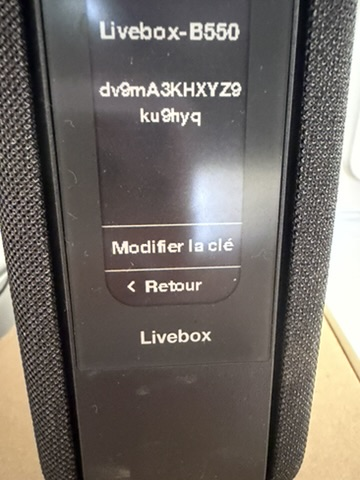 Livebox-B550
dv9mA3KHXYZ9
ku9hyq
Modifier la clé
< Retour
Livebox